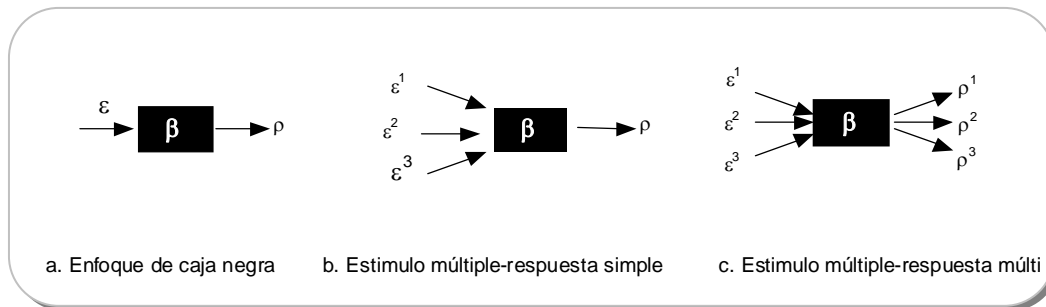 ε
β
ρ
ε¹
ε²
ε³
β
ρ
ε¹
ε²
ε³
β
ρ¹
ρ²
ρ³
a. Enfoque de caja negra
b. Estimulo múltiple-respuesta simple
c. Estimulo múltiple-respuesta múlti